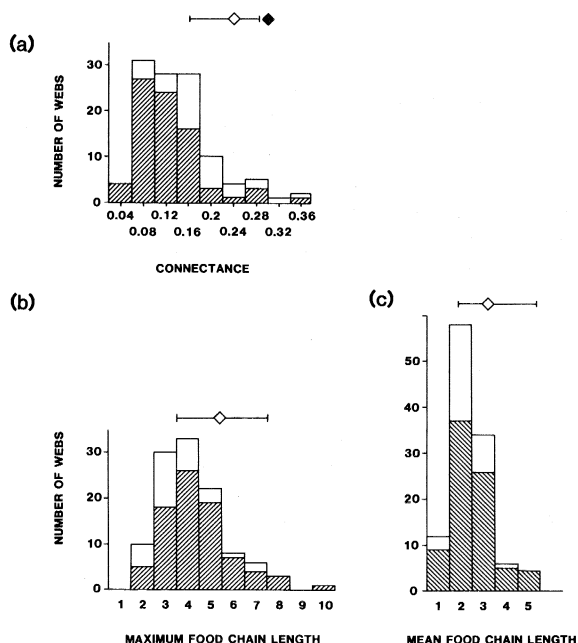 (a)
NUMBER OF WEBS
30
20
10
0
0.04 0.12 0.2 0.28 0.36
0.08 0.16 0.24 0.32
CONNECTANCE
(b)
NUMBER OF WEBS
30
20
10
0
1 2 3 4 5 6 7 8 9 10
MAXIMUM FOOD CHAIN LENGTH
(c)
50
40
30
20
10
0
1 2 3 4 5
MEAN FOOD CHAIN LENGTH